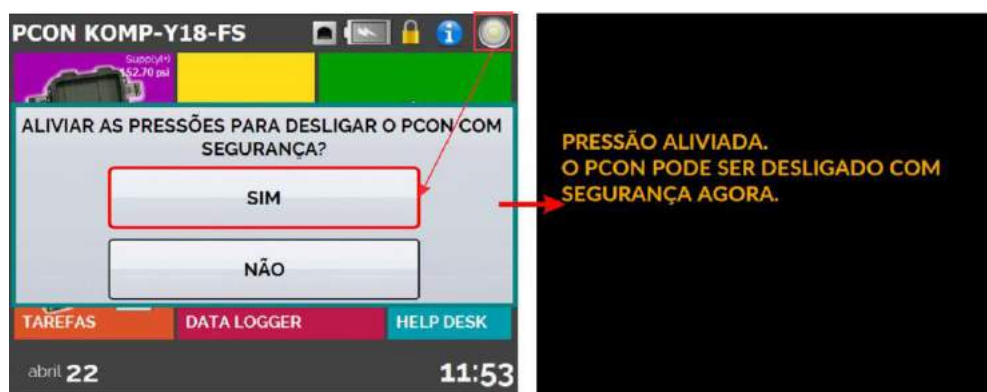 PCON KOMP-Y18-FS
Supply(+)
152.70 psi
ALIVIAR AS PRESSÕES PARA DESLIGAR O PCON COM
SEGURANÇA?
SIM
NÃO
TAREFAS
DATA LOGGER
HELP DESK
abril 22
11:53
PRESSÃO ALIVIADA.
O PCON PODE SER DESLIGADO COM
SEGURANÇA AGORA.